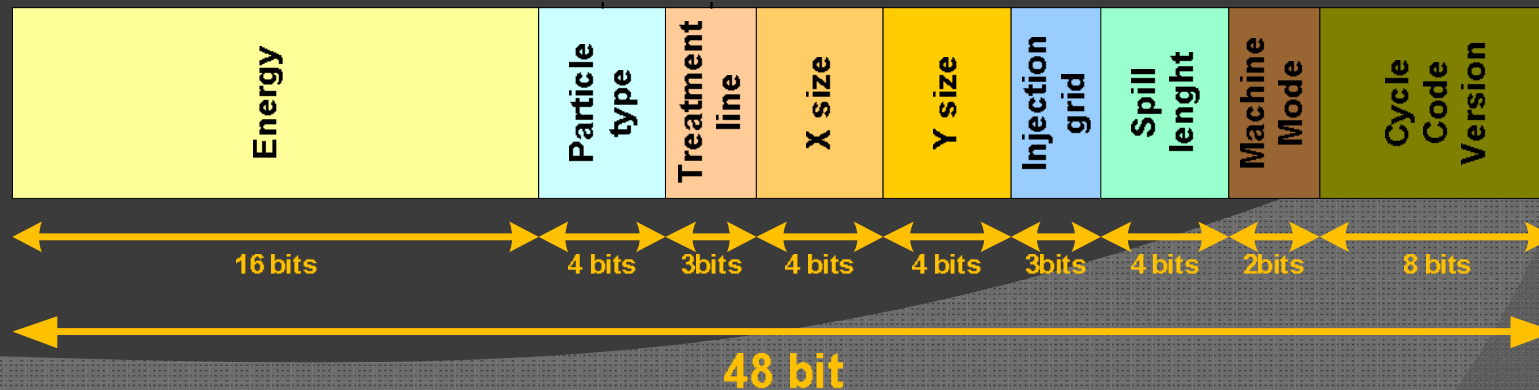 Energy
Particle
type
Treatment
line
X size
Y size
Injection
grid
Spill
lenght
Machine
Mode
Cycle
Code
Version
16 bits
4 bits
3bits
4 bits
4 bits
3bits
4 bits
2bits
8 bits
48 bit